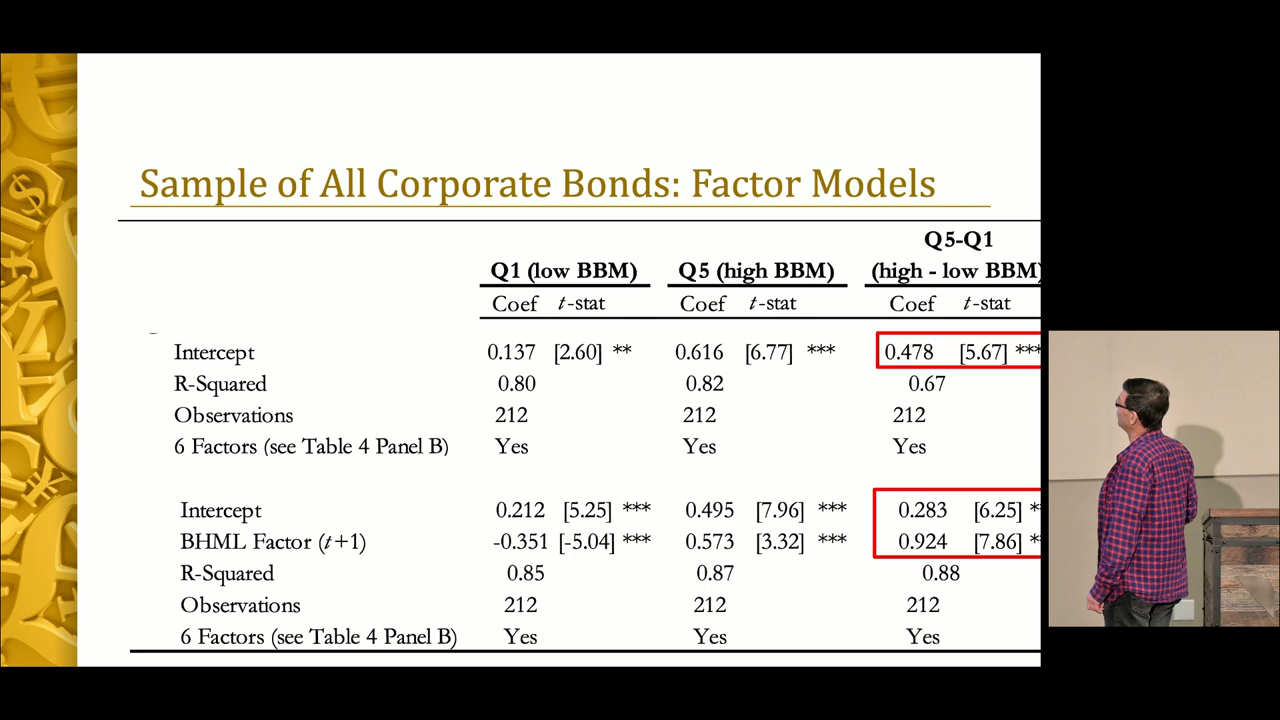 Sample of All Corporate Bonds: Factor Models
Q5-Q1
Q1 (low BBM) Q5 (high BBM) (high - low BBM)
Coef t-stat Coef t-stat Coef t-stat
Intercept 0.137 [2.60] ** 0.616 [6.77] *** 0.478 [5.67] ***
R-Squared 0.80 0.82 0.67
Observations 212 212 212
6 Factors (see Table 4 Panel B) Yes Yes Yes
Intercept 0.212 [5.25] *** 0.495 [7.96] *** 0.283 [6.25] **
BHML Factor (t+1) -0.351 [-5.04] *** 0.573 [3.32] *** 0.924 [7.86] **
R-Squared 0.85 0.87 0.88
Observations 212 212 212
6 Factors (see Table 4 Panel B) Yes Yes Yes